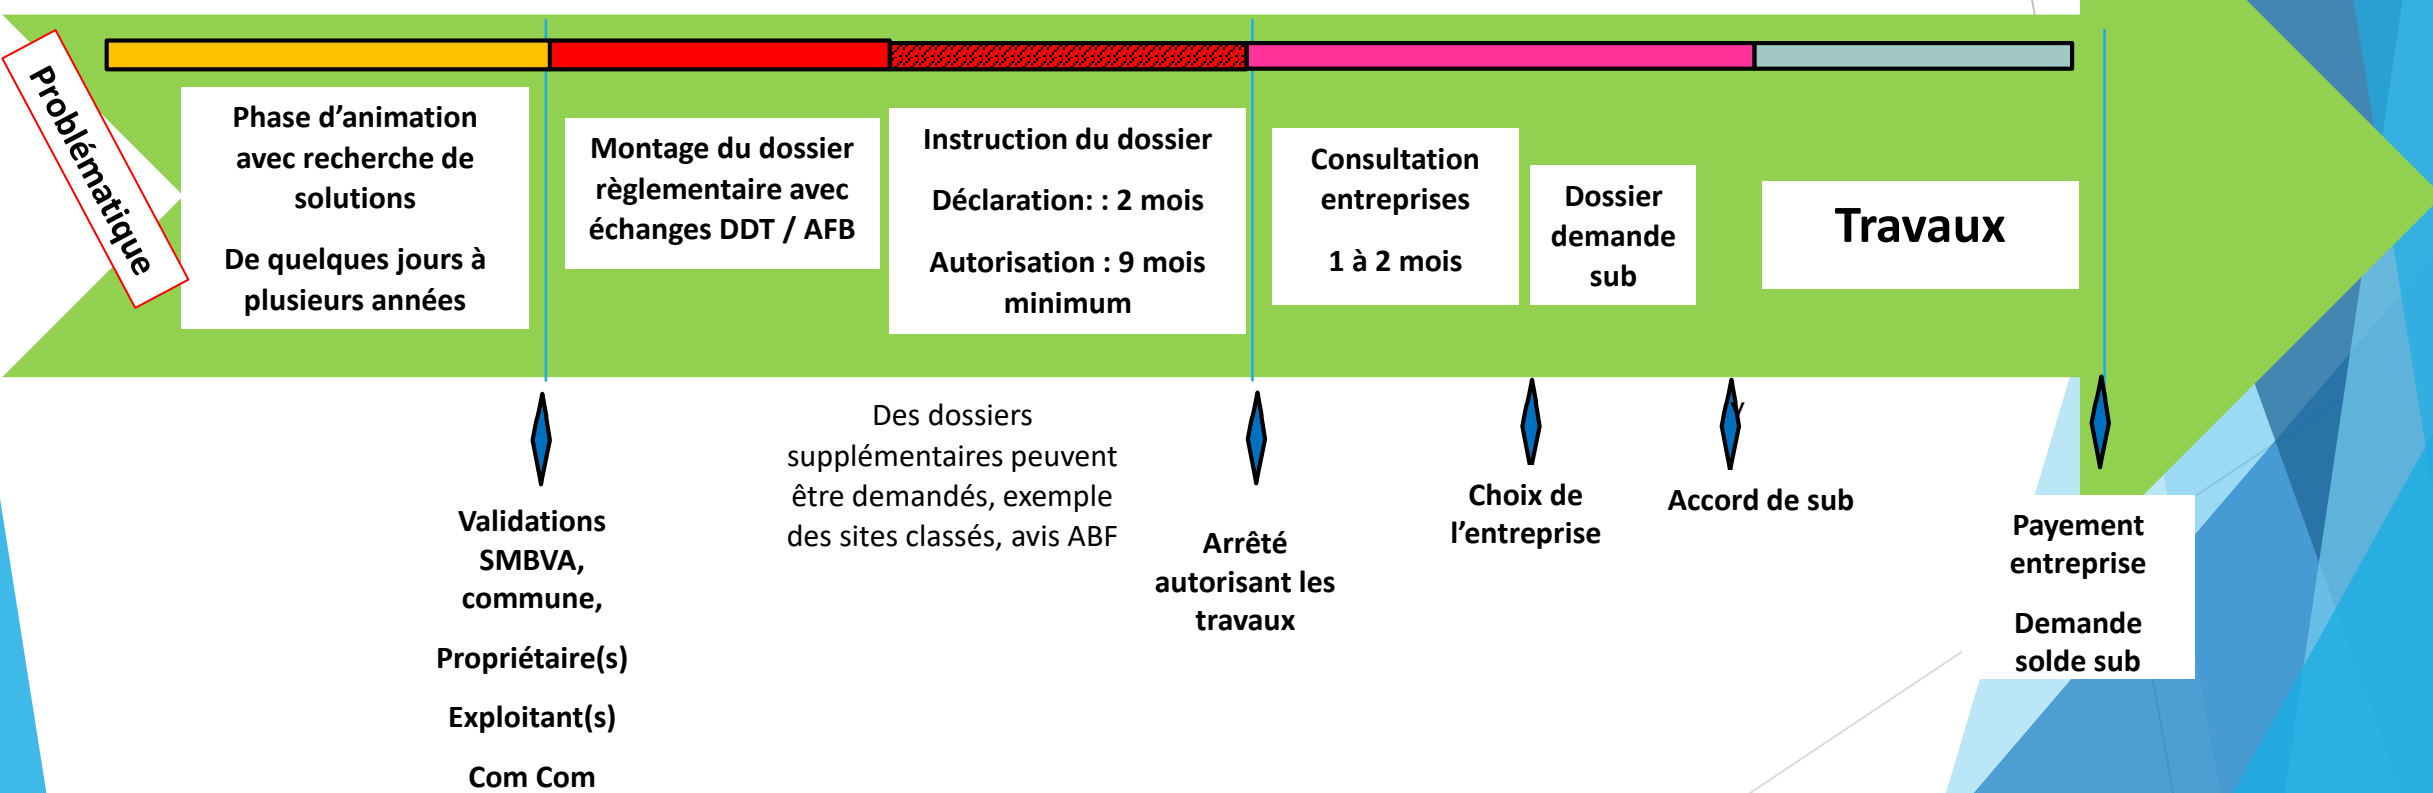 Problématique
Phase d’animation
avec recherche de
solutions
De quelques jours à
plusieurs années
Montage du dossier
règlementaire avec
échanges DDT / AFB
Instruction du dossier
Déclaration: : 2 mois
Autorisation : 9 mois
minimum
Consultation
entreprises
1 à 2 mois
Dossier
demande
sub
Travaux
Validations
SMBVA,
commune,
Propriétaire(s)
Exploitant(s)
Com Com
Des dossiers
supplémentaires peuvent
être demandés, exemple
des sites classés, avis ABF
Arrêté
autorisant les
travaux
Choix de
l’entreprise
Accord de sub
Payement
entreprise
Demande
solde sub